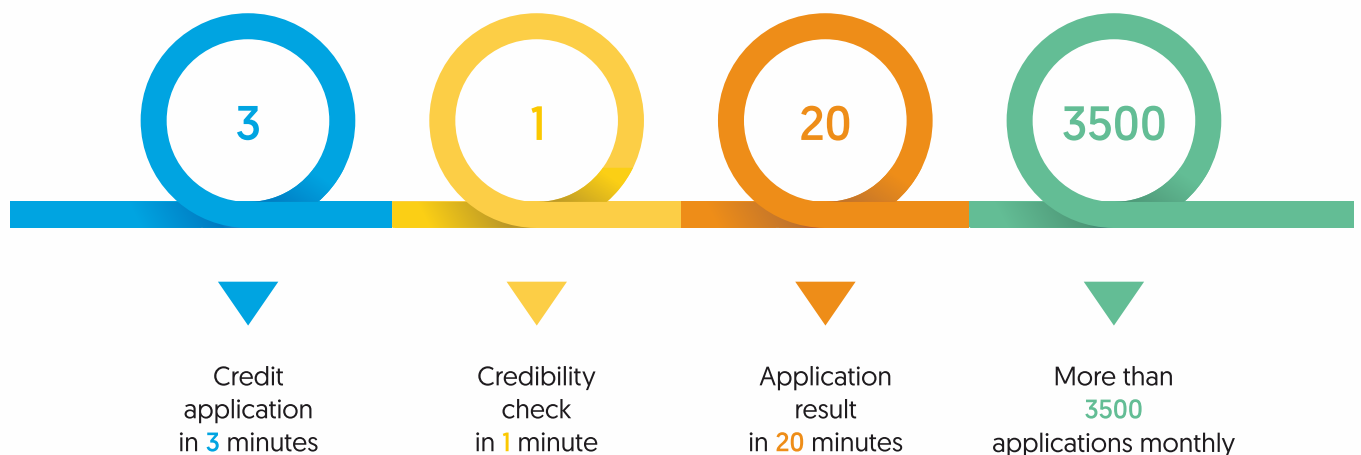 3
1
20
3500
Credit
application
in 3 minutes
Credibility
check
in 1 minute
Application
result
in 20 minutes
More than
3500
applications monthly